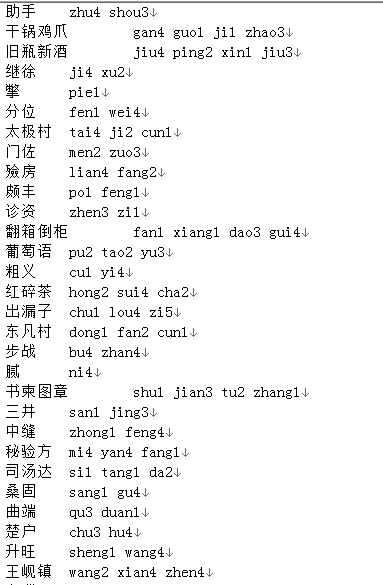 助手 zhu4 shou3↓
干锅鸡爪 gan4 guo1 ji1 zhao3↓
旧瓶新酒 jiu4 ping2 xin1 jiu3↓
继徐 ji4 xu2↓
撆 pie1↓
分位 fen1 wei4↓
太极村 tai4 ji2 cun1↓
门佐 men2 zuo3↓
殮房 lian4 fang2↓
颇丰 po1 feng1↓
诊资 zhen3 zi1↓
翻箱倒柜 fan1 xiang1 dao3 gui4↓
葡萄语 pu2 tao2 yu3↓
粗义 cu1 yi4↓
红碎茶 hong2 sui4 cha2↓
出漏子 chu1 lou4 zi5↓
东凡村 dong1 fan2 cun1↓
步战 bu4 zhan4↓
腻 ni4↓
书柬图章 shu1 jian3 tu2 zhang1↓
三井 san1 jing3↓
中缝 zhong1 feng4↓
秘验方 mi4 yan4 fang1↓
司汤达 si1 tang1 da2↓
桑固 sang1 gu4↓
曲端 qu3 duan1↓
楚户 chu3 hu4↓
升旺 sheng1 wang4↓
王岘镇 wang2 xian4 zhen4↓